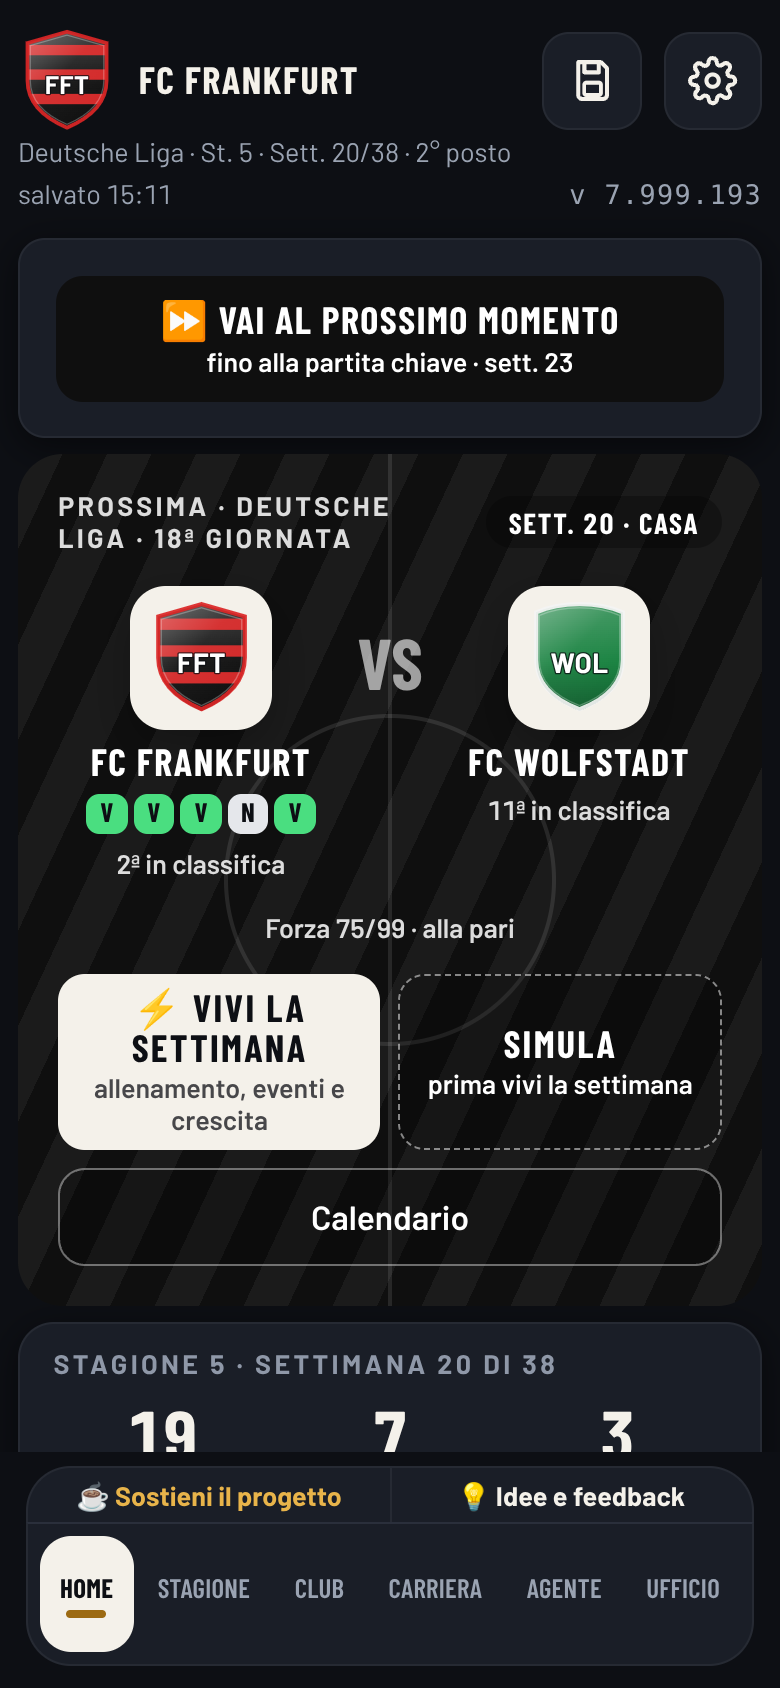 FFT
FC FRANKFURT
Deutsche Liga · St. 5 · Sett. 20/38 · 2° posto
salvato 15:11
v 7.999.193
⏩ VAI AL PROSSIMO MOMENTO
fino alla partita chiave · sett. 23
PROSSIMA · DEUTSCHE
LIGA · 18ª GIORNATA
SETT. 20 · CASA
FFT
VS
WOL
FC FRANKFURT
FC WOLFSTADT
V V V N V
11ª in classifica
2ª in classifica
Forza 75/99 · alla pari
⚡ VIVI LA
SETTIMANA
allenamento, eventi e
crescita
SIMULA
prima vivi la settimana
Calendario
STAGIONE 5 · SETTIMANA 20 DI 38
19 7 3
☕ Sostieni il progetto
💡 Idee e feedback
HOME STAGIONE CLUB CARRIERA AGENTE UFFICIO